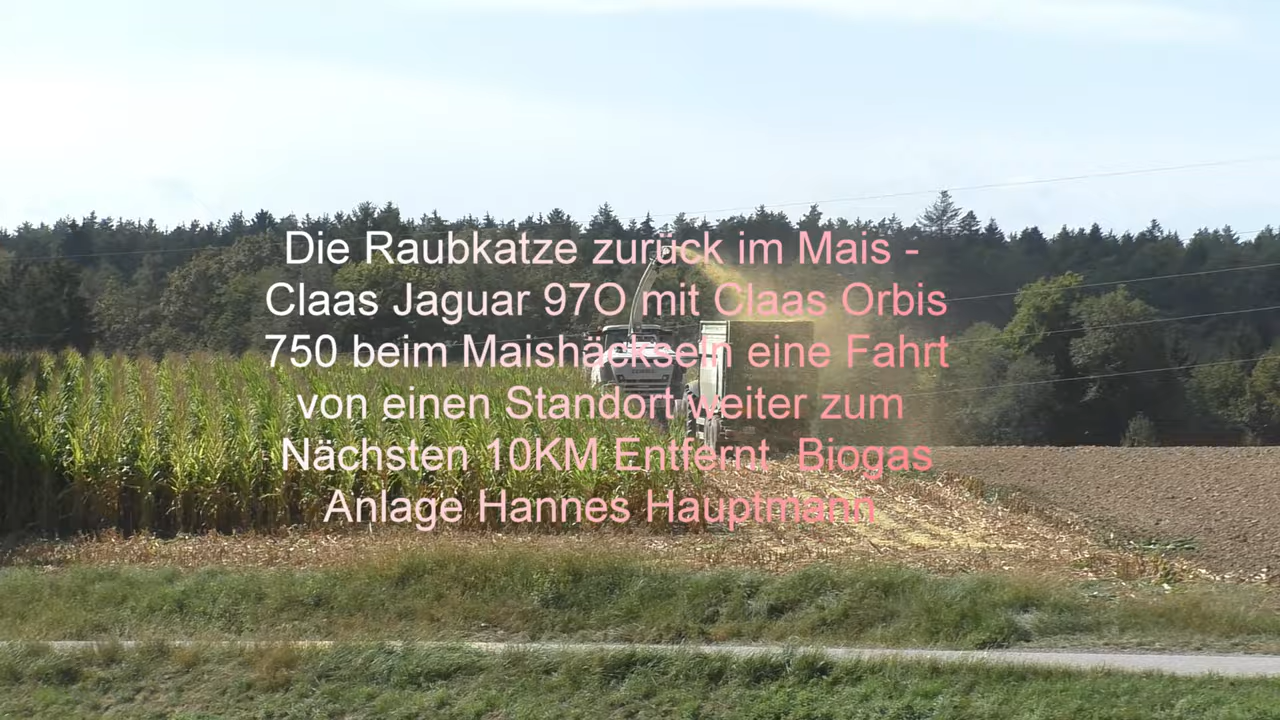 Die Raubkatze zurück im Mais -
Claas Jaguar 97O mit Claas Orbis
750 beim Maishäckseln eine Fahrt
von einen Standort weiter zum
Nächsten 10KM Entfernt  Biogas
Anlage Hannes Hauptmann